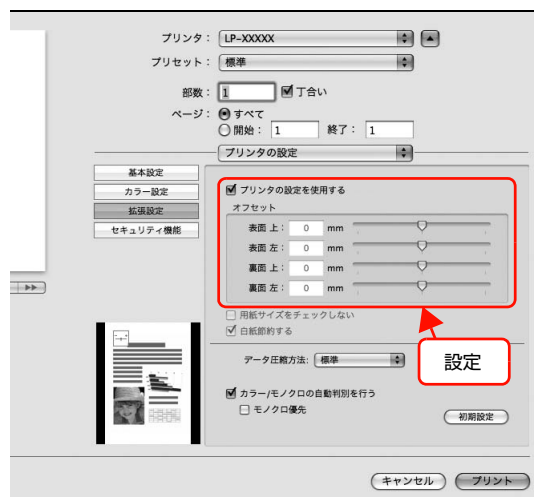 プリンタ： LP-XXXXX
プリセット： 標準
部数： 1 丁合い
ページ： すべて
開始： 1 終了： 1
プリンタの設定
基本設定
カラー設定
拡張設定
セキュリティ機能
プリンタの設定を使用する
オフセット
表面 上： 0 mm
表面 左： 0 mm
裏面 上： 0 mm
裏面 左： 0 mm
用紙サイズをチェックしない
白紙節約する
データ圧縮方法： 標準
設定
カラー/モノクロの自動判別を行う
モノクロ優先
初期設定
キャンセル プリント